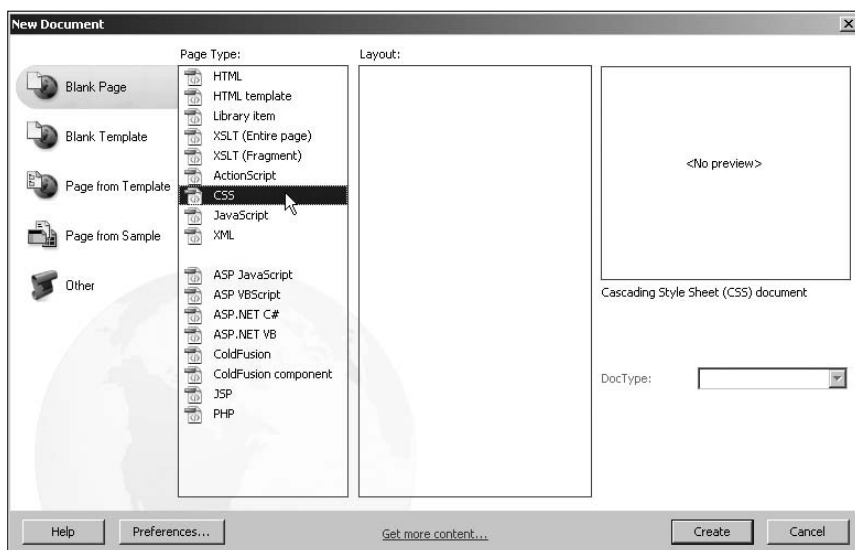 New Document
Blank Page
Blank Template
Page from Template
Page from Sample
Other
Page Type:
HTML
HTML template
Library item
XSLT (Entire page)
XSLT (Fragment)
ActionScript
CSS
JavaScript
XML
ASP JavaScript
ASP VBScript
ASP.NET C#
ASP.NET VB
ColdFusion
ColdFusion component
JSP
PHP
Layout:
<No preview>
Cascading Style Sheet (CSS) document
DocType:
Help
Preferences...
Get more content...
Create
Cancel